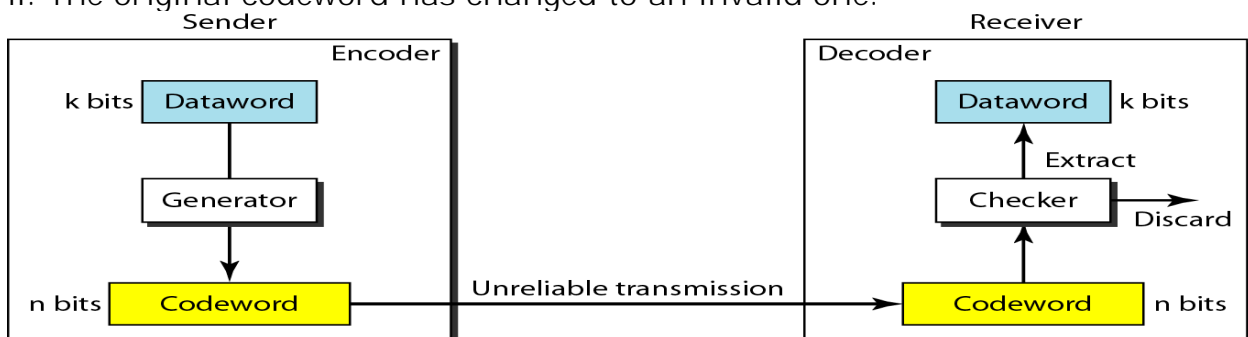 II. The original codeword has changed to an invalid one.
Sender
Receiver
Encoder
Decoder
k bits
Dataword
Dataword
k bits
Extract
Generator
Checker
Discard
Unreliable transmission
n bits
Codeword
Codeword
n bits